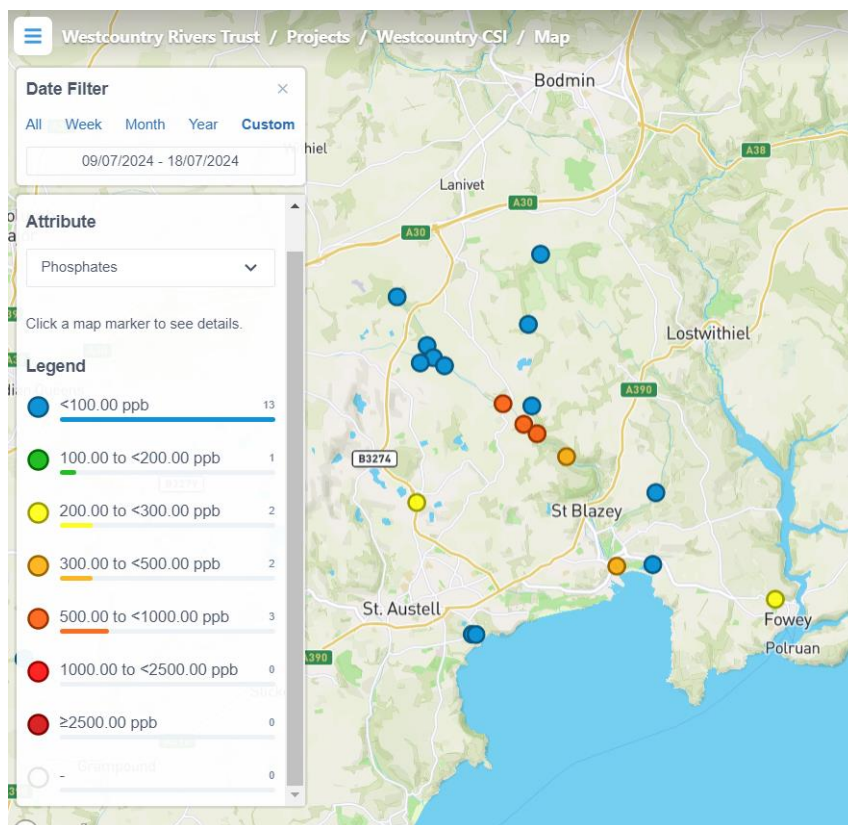 Westcountry Rivers Trust / Projects / Westcountry CSI / Map
Date Filter
×
All Week Month Year Custom
09/07/2024 - 18/07/2024
Attribute
Phosphates
Click a map marker to see details.
Legend
<100.00 ppb 13
100.00 to <200.00 ppb 1
200.00 to <300.00 ppb 2
300.00 to <500.00 ppb 2
500.00 to <1000.00 ppb 3
1000.00 to <2500.00 ppb 0
≥2500.00 ppb 0
- 0
Bodmin
A38
Lanivet
A30
A30
Lostwithiel
A390
B3274
St Blazey
St. Austell
Fowey
Polruan
A390
Grampound